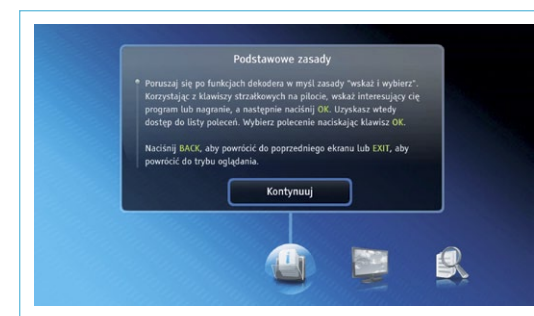 Podstawowe zasady
Poruszaj się po funkcjach dekodera w myśl zasady "wskaż i wybierz".
Korzystając z klawiszy strzałkowych na pilocie, wskaż interesujący cię
program lub nagranie, a następnie naciśnij OK. Uzyskasz wtedy
dostęp do listy poleceń. Wybierz polecenie naciskając klawisz OK.
Naciśnij BACK, aby powrócić do poprzedniego ekranu lub EXIT, aby
powrócić do trybu oglądania.
Kontynuuj